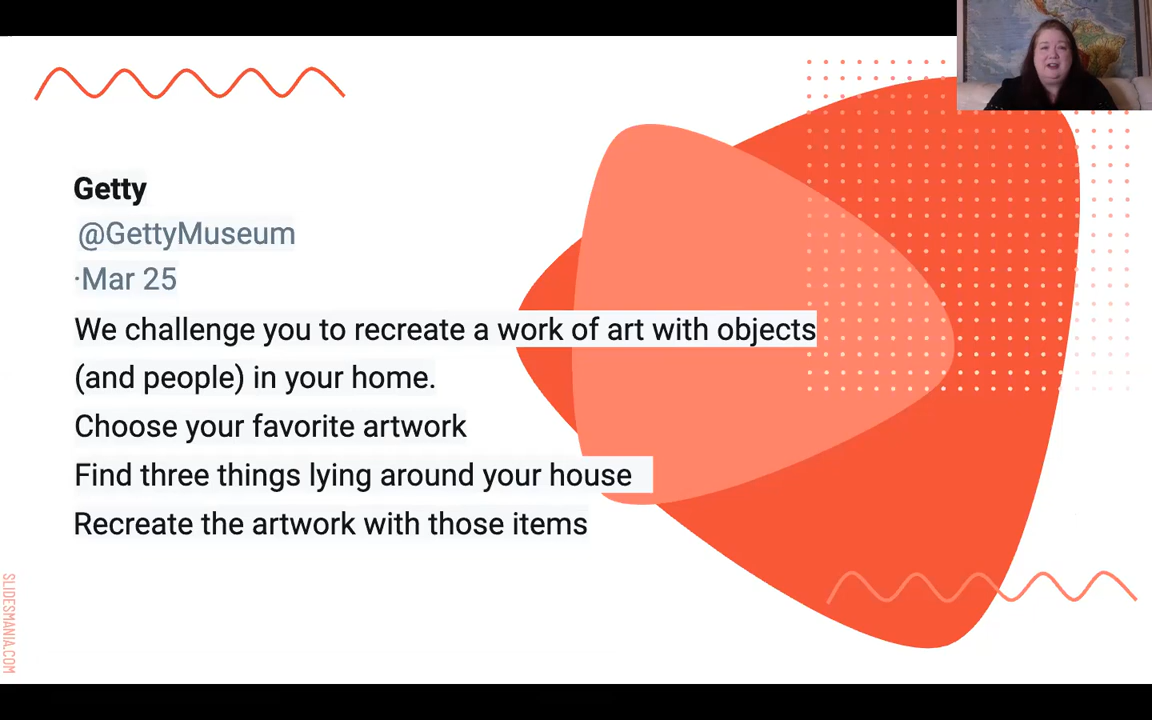 Getty
@GettyMuseum
·Mar 25
We challenge you to recreate a work of art with objects
(and people) in your home.
Choose your favorite artwork
Find three things lying around your house
Recreate the artwork with those items
SLIDESMANIA.COM